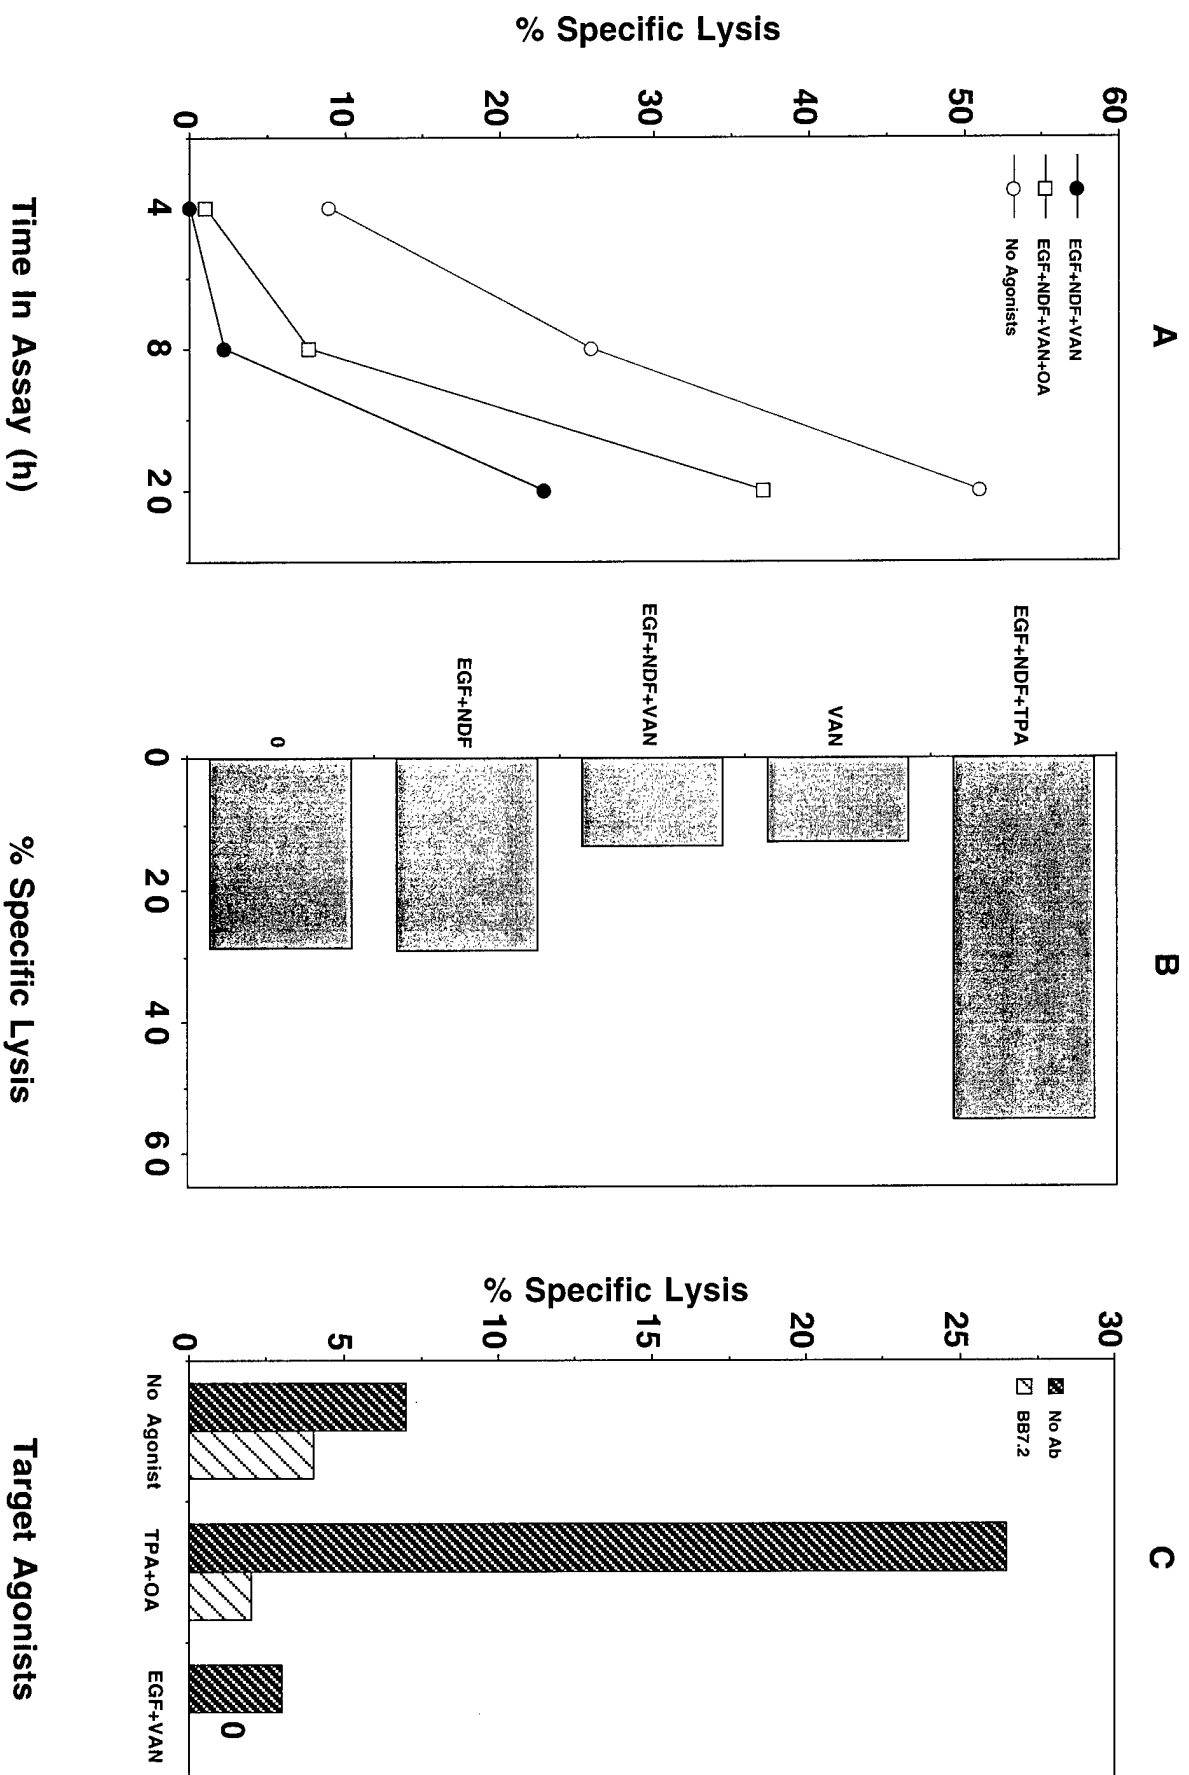 A
% Specific Lysis
60
50
40
30
20
10
0
EGF+NDF+VAN
EGF+NDF+VAN+OA
No Agonists
4
8
20
Time In Assay (h)
B
EGF+NDF+TPA
VAN
EGF+NDF+VAN
EGF+NDF
0
0
20
40
60
% Specific Lysis
C
% Specific Lysis
30
25
20
15
10
5
0
No Ab
BB7.2
0
No Agonist
TPA+OA
EGF+VAN
Target Agonists